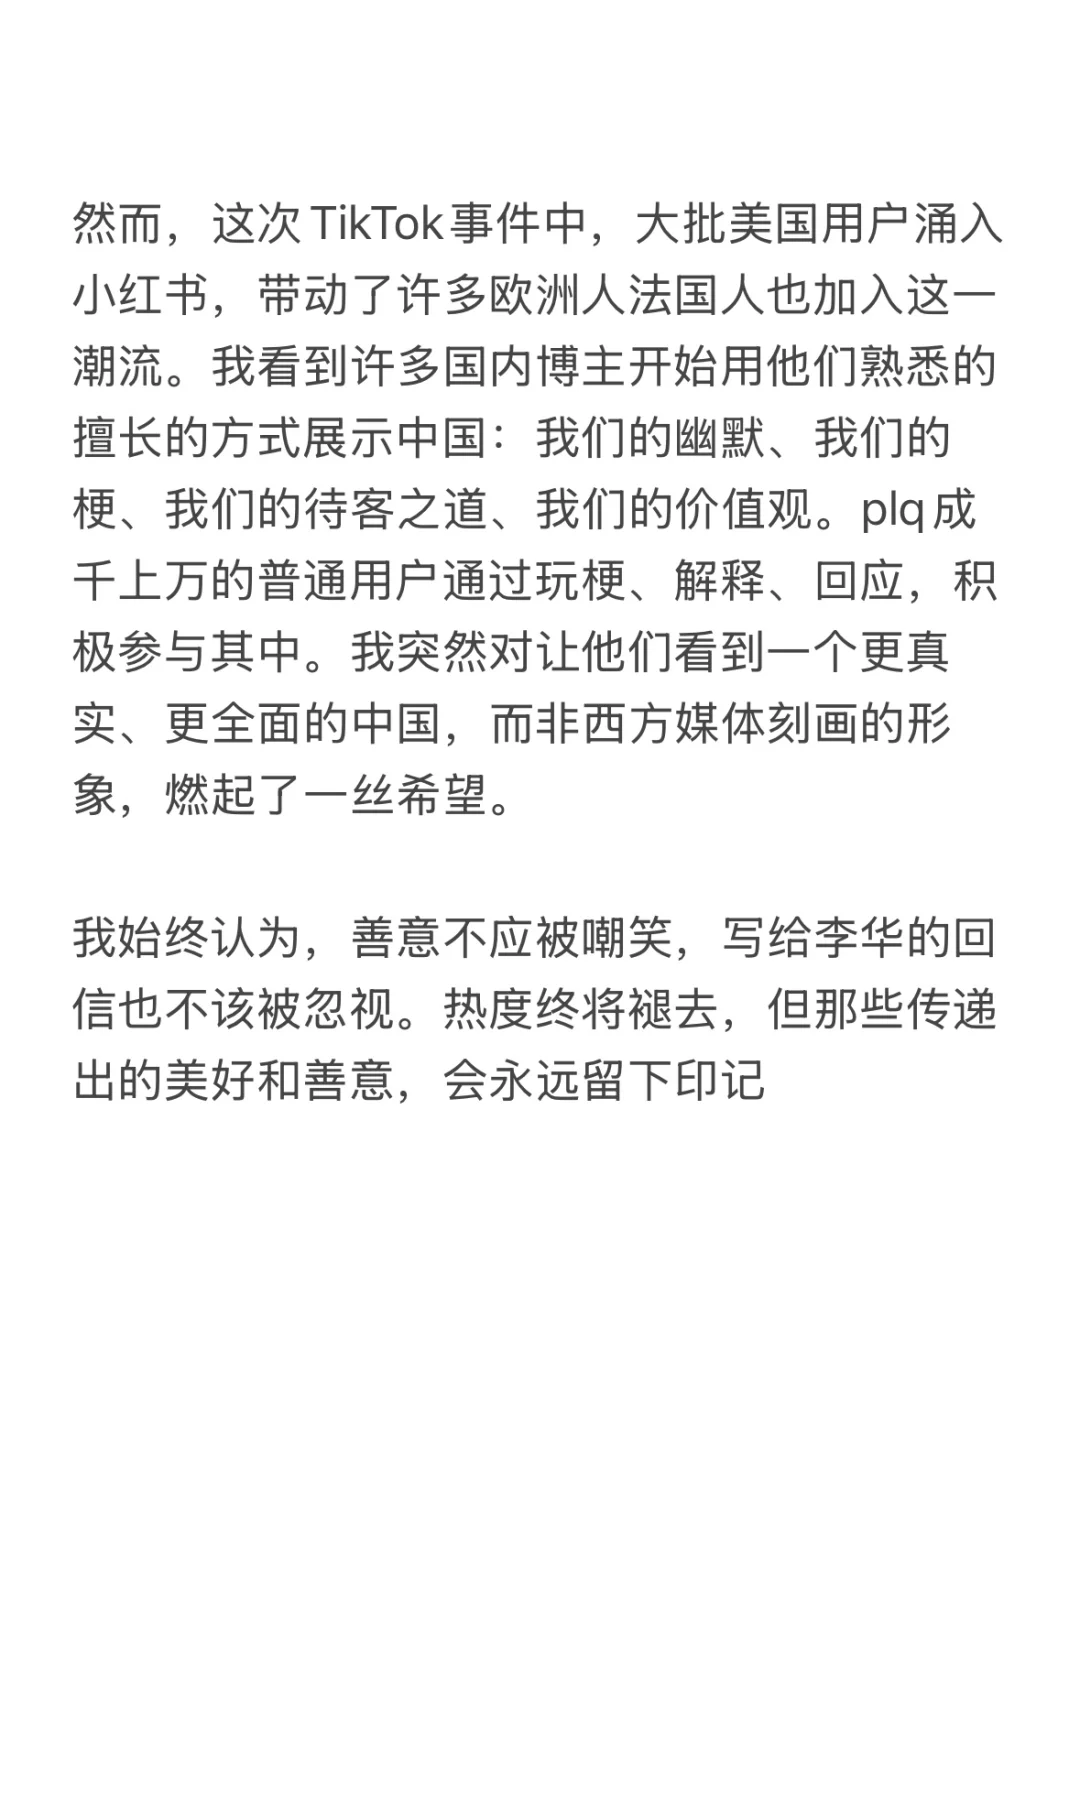 然而，这次TikTok事件中，大批美国用户涌入
小红书，带动了许多欧洲人法国人也加入这一
潮流。我看到许多国内博主开始用他们熟悉的
擅长的方式展示中国：我们的幽默、我们的
梗、我们的待客之道、我们的价值观。plq成
千上万的普通用户通过玩梗、解释、回应，积
极参与其中。我突然对让他们看到一个更真
实、更全面的中国，而非西方媒体刻画的形
象，燃起了一丝希望。
我始终认为，善意不应被嘲笑，写给李华的回
信也不该被忽视。热度终将褪去，但那些传递
出的美好和善意，会永远留下印记